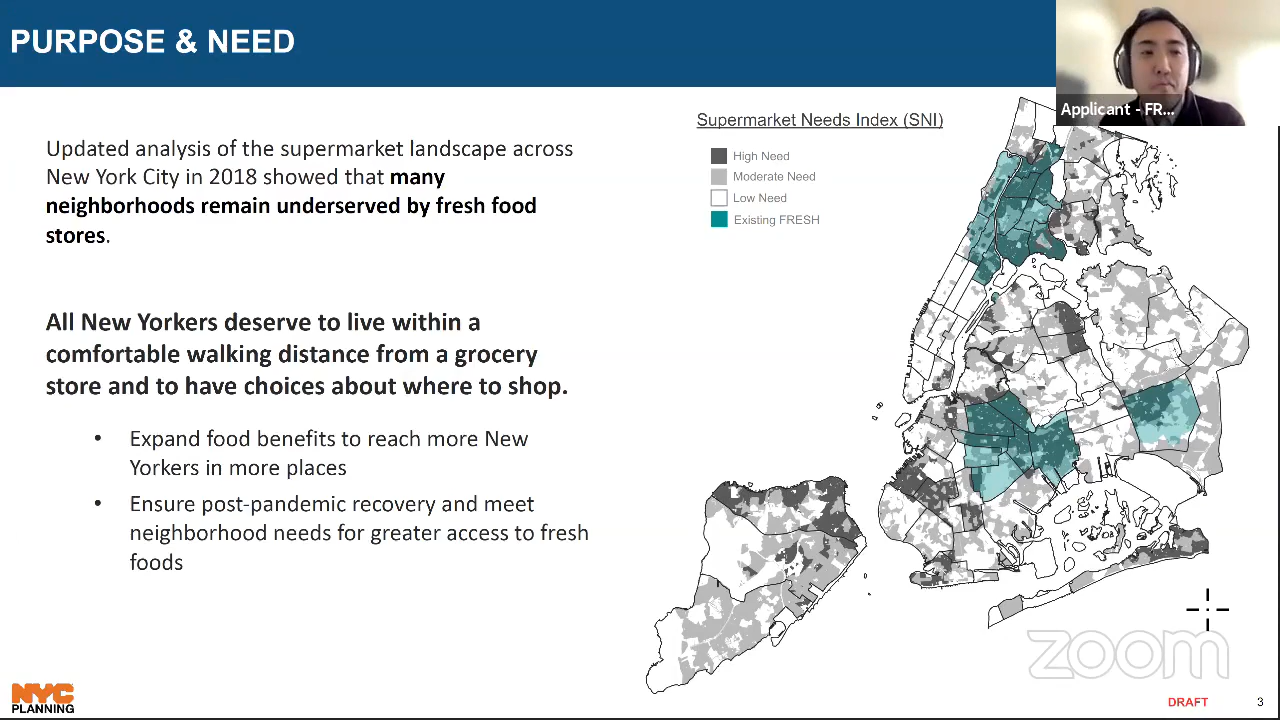 PURPOSE & NEED
Applicant - FR...
Updated analysis of the supermarket landscape across
New York City in 2018 showed that many
neighborhoods remain underserved by fresh food
stores.
All New Yorkers deserve to live within a
comfortable walking distance from a grocery
store and to have choices about where to shop.
• Expand food benefits to reach more New
Yorkers in more places
• Ensure post-pandemic recovery and meet
neighborhood needs for greater access to fresh
foods
Supermarket Needs Index (SNI)
High Need
Moderate Need
Low Need
Existing FRESH
zoom
NYC
PLANNING
DRAFT
3